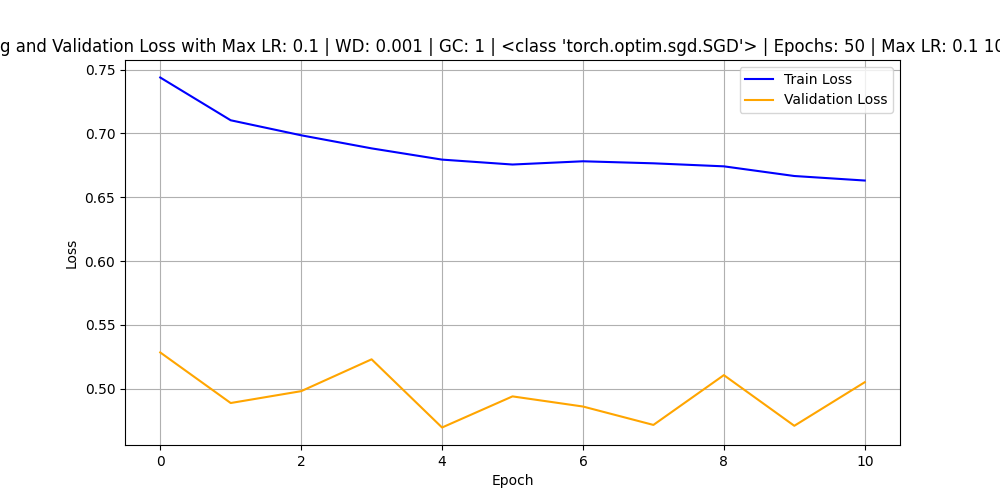 g and Validation Loss with Max LR: 0.1 | WD: 0.001 | GC: 1 | <class 'torch.optim.sgd.SGD'> | Epochs: 50 | Max LR: 0.1 10
Train Loss
Validation Loss
0.75
0.70
0.65
0.60
0.55
0.50
Loss
0 2 4 6 8 10
Epoch